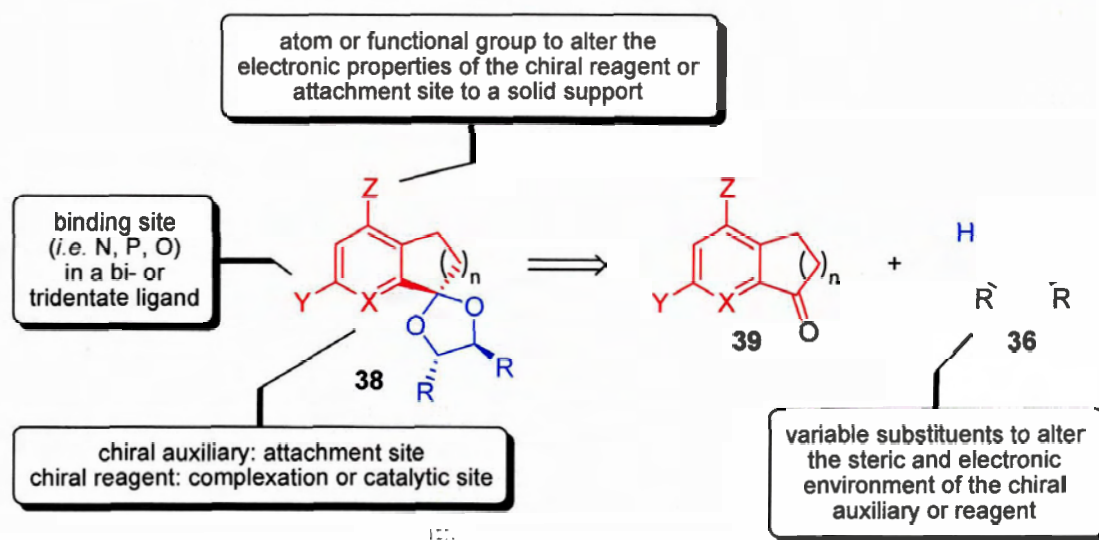 atom or functional group to alter the
electronic properties of the chiral reagent or
attachment site to a solid support
binding site
(i.e. N, P, O)
in a bi- or
tridentate ligand
Z
Y
X
( )n
O
O
R
R
38
Z
Y
X
( )n
O
39
+
H
R
R
36
chiral auxiliary: attachment site
chiral reagent: complexation or catalytic site
variable substituents to alter
the steric and electronic
environment of the chiral
auxiliary or reagent